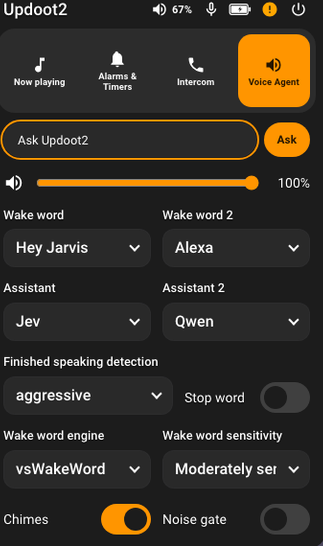 Updoot2 67%
Now playing
Alarms &
Timers
Intercom
Voice Agent
Ask Updoot2
Ask
100%
Wake word
Wake word 2
Hey Jarvis
Alexa
Assistant
Assistant 2
Jev
Qwen
Finished speaking detection
aggressive
Stop word
Wake word engine
Wake word sensitivity
vsWakeWord
Moderately ser
Chimes
Noise gate